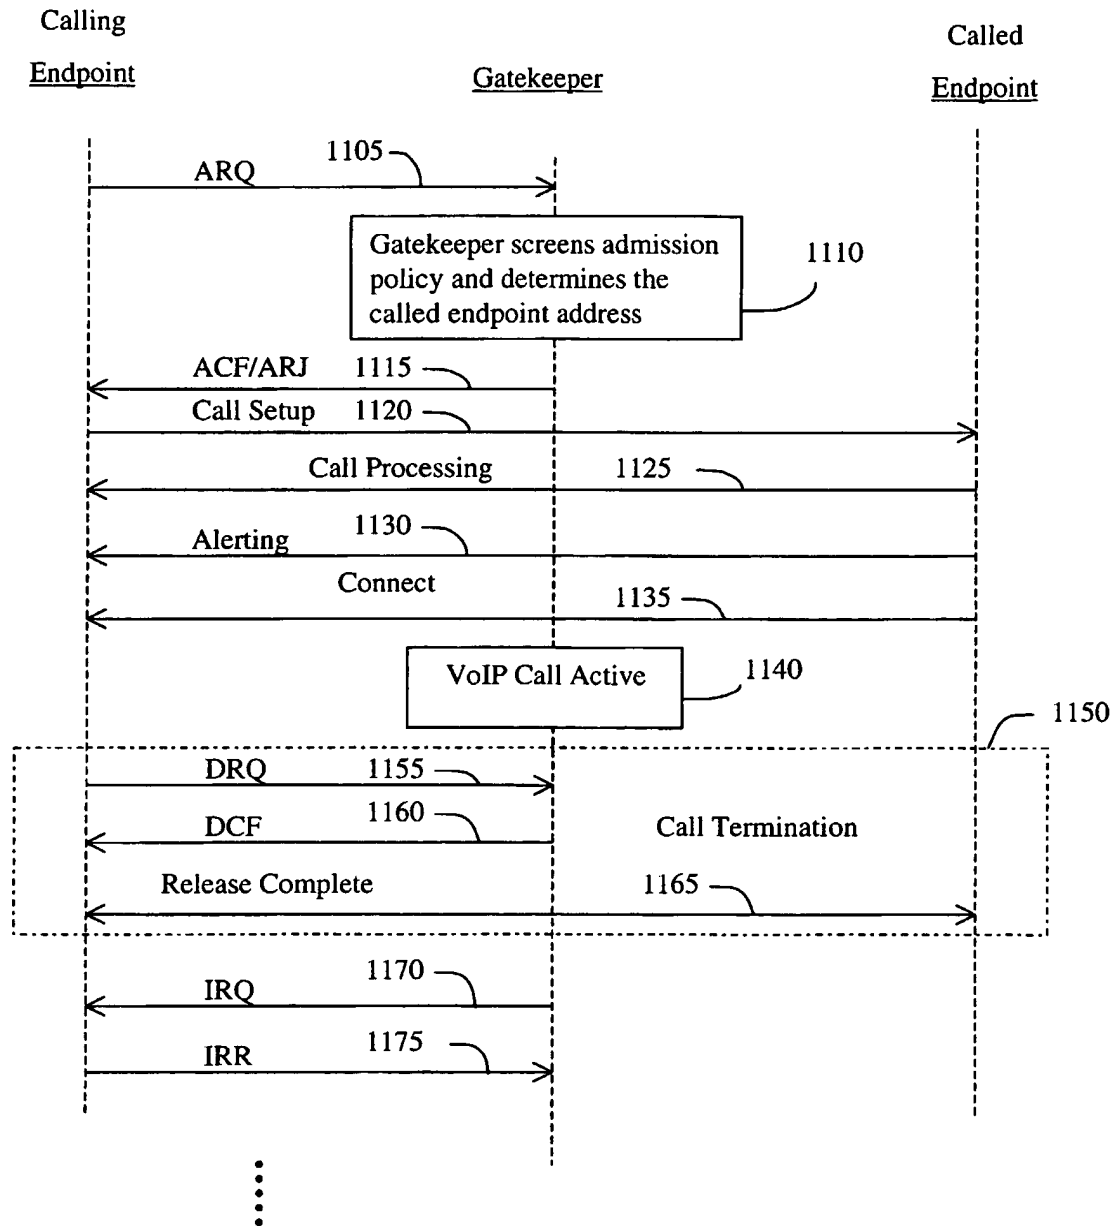 Calling
Endpoint
Gatekeeper
Called
Endpoint
ARQ
1105
Gatekeeper screens admission
policy and determines the
called endpoint address
1110
ACF/ARJ
1115
Call Setup
1120
Call Processing
1125
Alerting
1130
Connect
1135
VoIP Call Active
1140
1150
DRQ
1155
DCF
1160
Call Termination
Release Complete
1165
IRQ
1170
IRR
1175